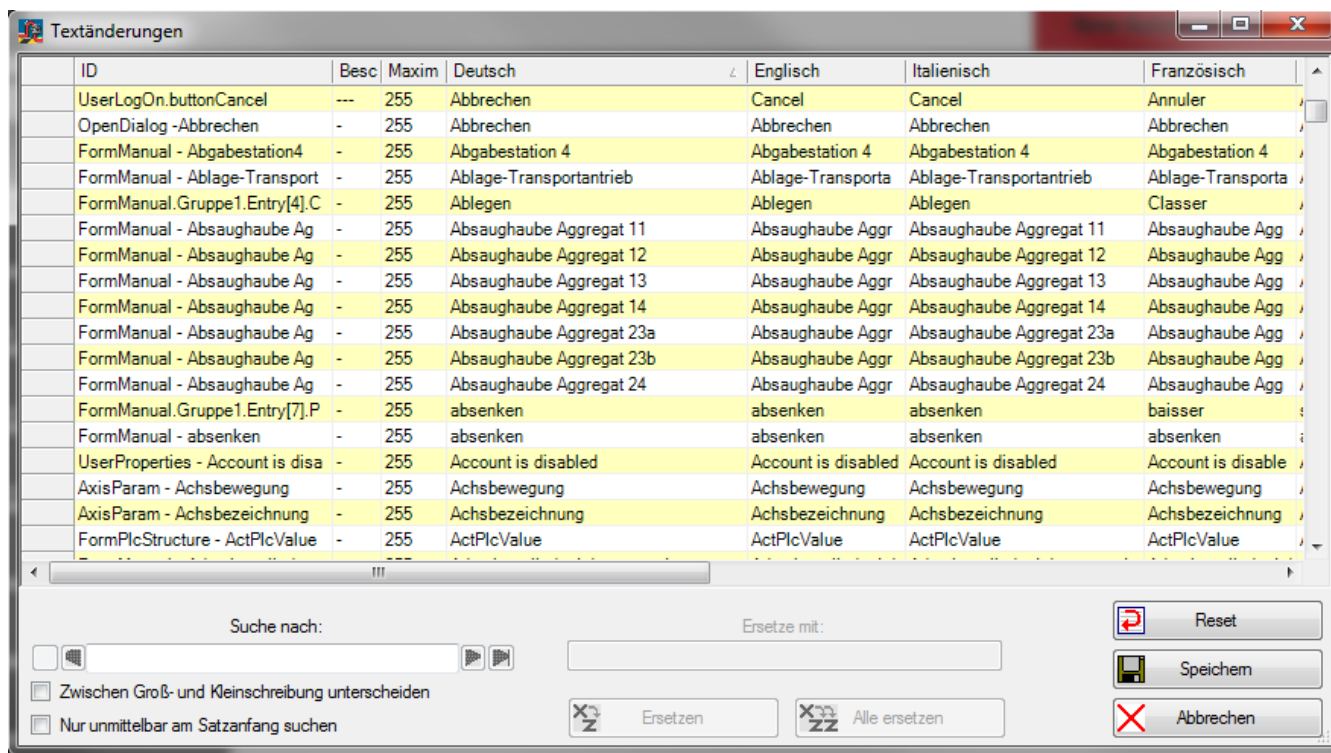 Textänderungen
ID Besc Maxim Deutsch Englisch Italienisch Französisch
UserLogOn.buttonCancel --- 255 Abbrechen Cancel Cancel Annuler
OpenDialog -Abbrechen - 255 Abbrechen Abbrechen Abbrechen Abbrechen
FormManual - Abgabestation4 - 255 Abgabestation 4 Abgabestation 4 Abgabestation 4 Abgabestation 4
FormManual - Ablage-Transport - 255 Ablage-Transportantrieb Ablage-Transporta Ablage-Transportantrieb Ablage-Transporta
FormManual.Gruppe1.Entry[4].C - 255 Ablegen Ablegen Ablegen Classer
FormManual - Absaughaube Ag - 255 Absaughaube Aggregat 11 Absaughaube Aggr Absaughaube Aggregat 11 Absaughaube Agg
FormManual - Absaughaube Ag - 255 Absaughaube Aggregat 12 Absaughaube Aggr Absaughaube Aggregat 12 Absaughaube Agg
FormManual - Absaughaube Ag - 255 Absaughaube Aggregat 13 Absaughaube Aggr Absaughaube Aggregat 13 Absaughaube Agg
FormManual - Absaughaube Ag - 255 Absaughaube Aggregat 14 Absaughaube Aggr Absaughaube Aggregat 14 Absaughaube Agg
FormManual - Absaughaube Ag - 255 Absaughaube Aggregat 23a Absaughaube Aggr Absaughaube Aggregat 23a Absaughaube Agg
FormManual - Absaughaube Ag - 255 Absaughaube Aggregat 23b Absaughaube Aggr Absaughaube Aggregat 23b Absaughaube Agg
FormManual - Absaughaube Ag - 255 Absaughaube Aggregat 24 Absaughaube Aggr Absaughaube Aggregat 24 Absaughaube Agg
FormManual.Gruppe1.Entry[7].P - 255 absenken absenken absenken baisser
FormManual - absenken - 255 absenken absenken absenken absenken
UserProperties - Account is disa - 255 Account is disabled Account is disabled Account is disabled Account is disable
AxisParam - Achsbewegung - 255 Achsbewegung Achsbewegung Achsbewegung Achsbewegung
AxisParam - Achsbezeichnung - 255 Achsbezeichnung Achsbezeichnung Achsbezeichnung Achsbezeichnung
FormPlcStructure - ActPlcValue - 255 ActPlcValue ActPlcValue ActPlcValue ActPlcValue
Suche nach: Ersetze mit: Reset
Speichern
Zwischen Groß- und Kleinschreibung unterscheiden
Nur unmittelbar am Satzanfang suchen Ersetzen Alle ersetzen Abbrechen